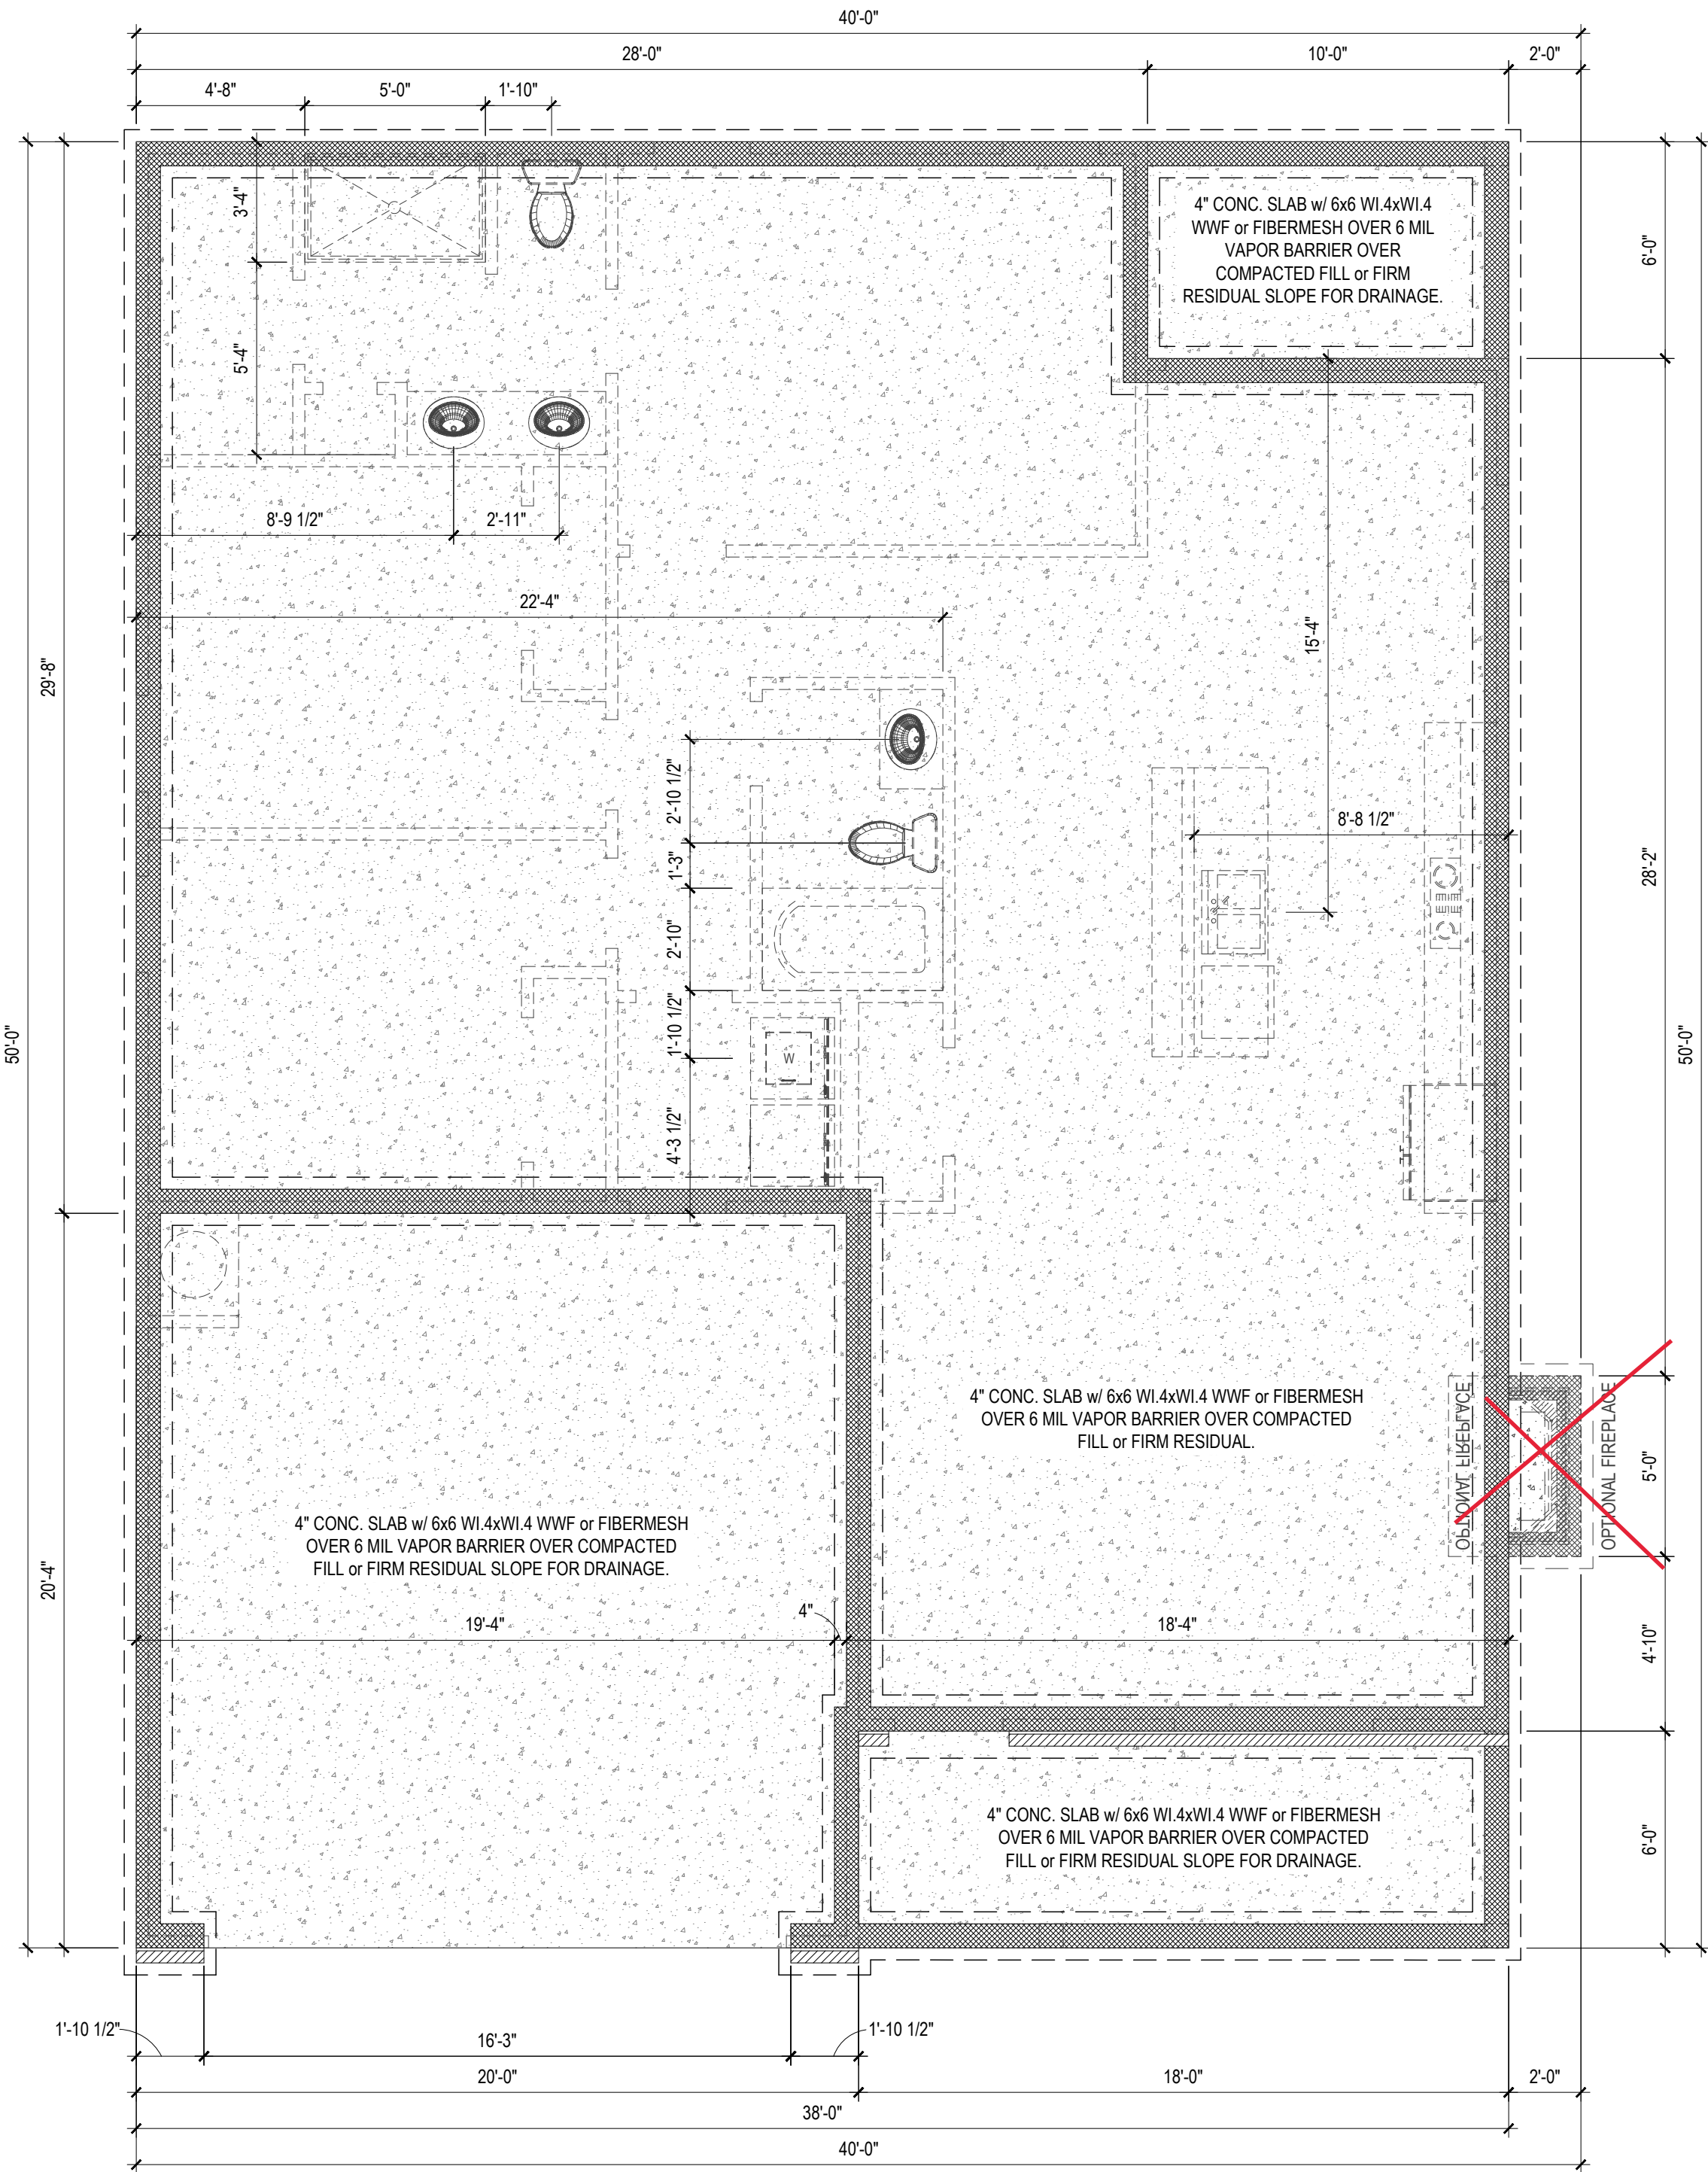 40'-0"
28'-0"
10'-0"
2'-0"
4'-8"
5'-0"
1'-10"
3'-4"
5'-4"
4" CONC. SLAB w/ 6x6 WI.4xWI.4
WWF or FIBERMESH OVER 6 MIL
VAPOR BARRIER OVER
COMPACTED FILL or FIRM
RESIDUAL SLOPE FOR DRAINAGE.
6'-0"
8'-9 1/2"
2'-11"
22'-4"
15'-4"
29'-8"
2'-10 1/2"
1'-3"
2'-10"
1'-10 1/2"
4'-3 1/2"
W
8'-8 1/2"
28'-2"
50'-0"
50'-0"
4" CONC. SLAB w/ 6x6 WI.4xWI.4 WWF or FIBERMESH
OVER 6 MIL VAPOR BARRIER OVER COMPACTED
FILL or FIRM RESIDUAL.
OPTIONAL FIREPLACE
OPTIONAL FIREPLACE
5'-0"
4" CONC. SLAB w/ 6x6 WI.4xWI.4 WWF or FIBERMESH
OVER 6 MIL VAPOR BARRIER OVER COMPACTED
FILL or FIRM RESIDUAL SLOPE FOR DRAINAGE.
20'-4"
19'-4"
4"
18'-4"
4'-10"
4" CONC. SLAB w/ 6x6 WI.4xWI.4 WWF or FIBERMESH
OVER 6 MIL VAPOR BARRIER OVER COMPACTED
FILL or FIRM RESIDUAL SLOPE FOR DRAINAGE.
6'-0"
1'-10 1/2"
16'-3"
1'-10 1/2"
20'-0"
18'-0"
2'-0"
38'-0"
40'-0"